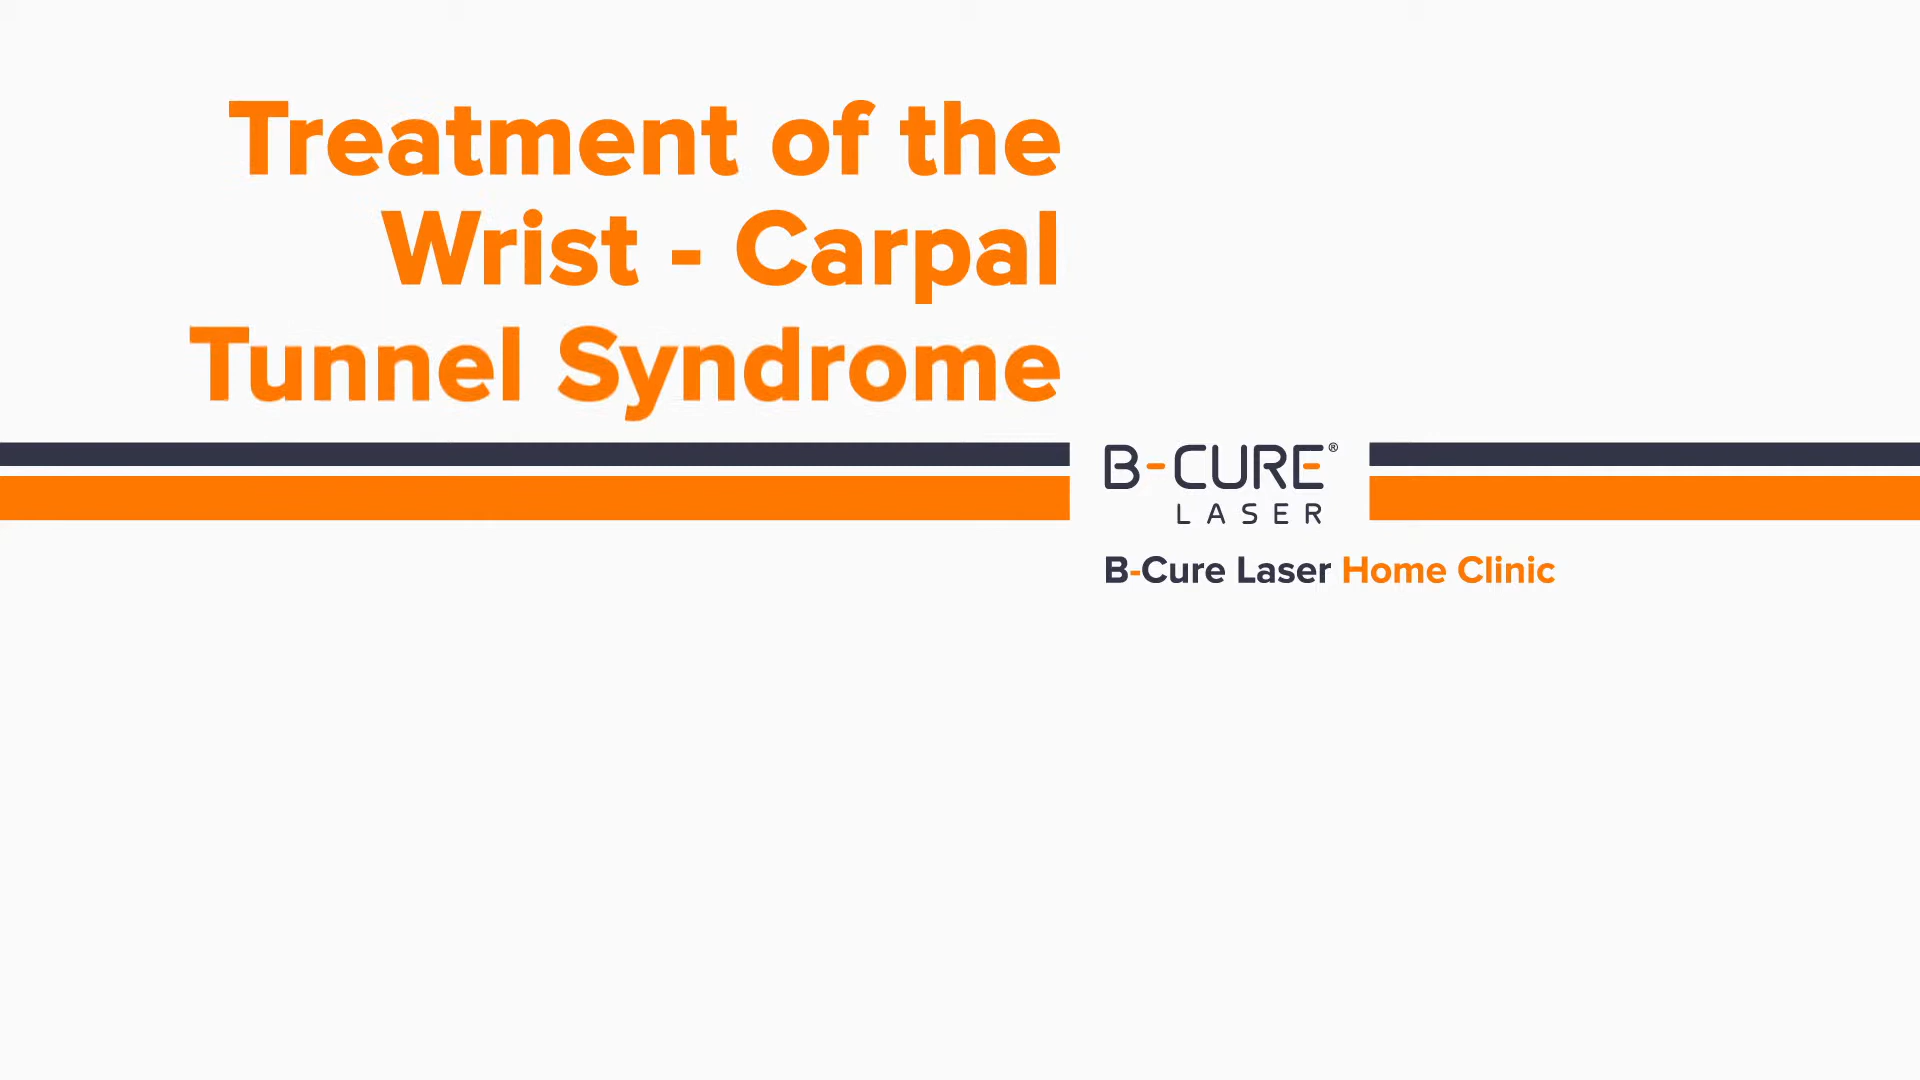 Treatment of the
Wrist - Carpal
Tunnel Syndrome
B-CURE®
LASER
B-Cure Laser Home Clinic